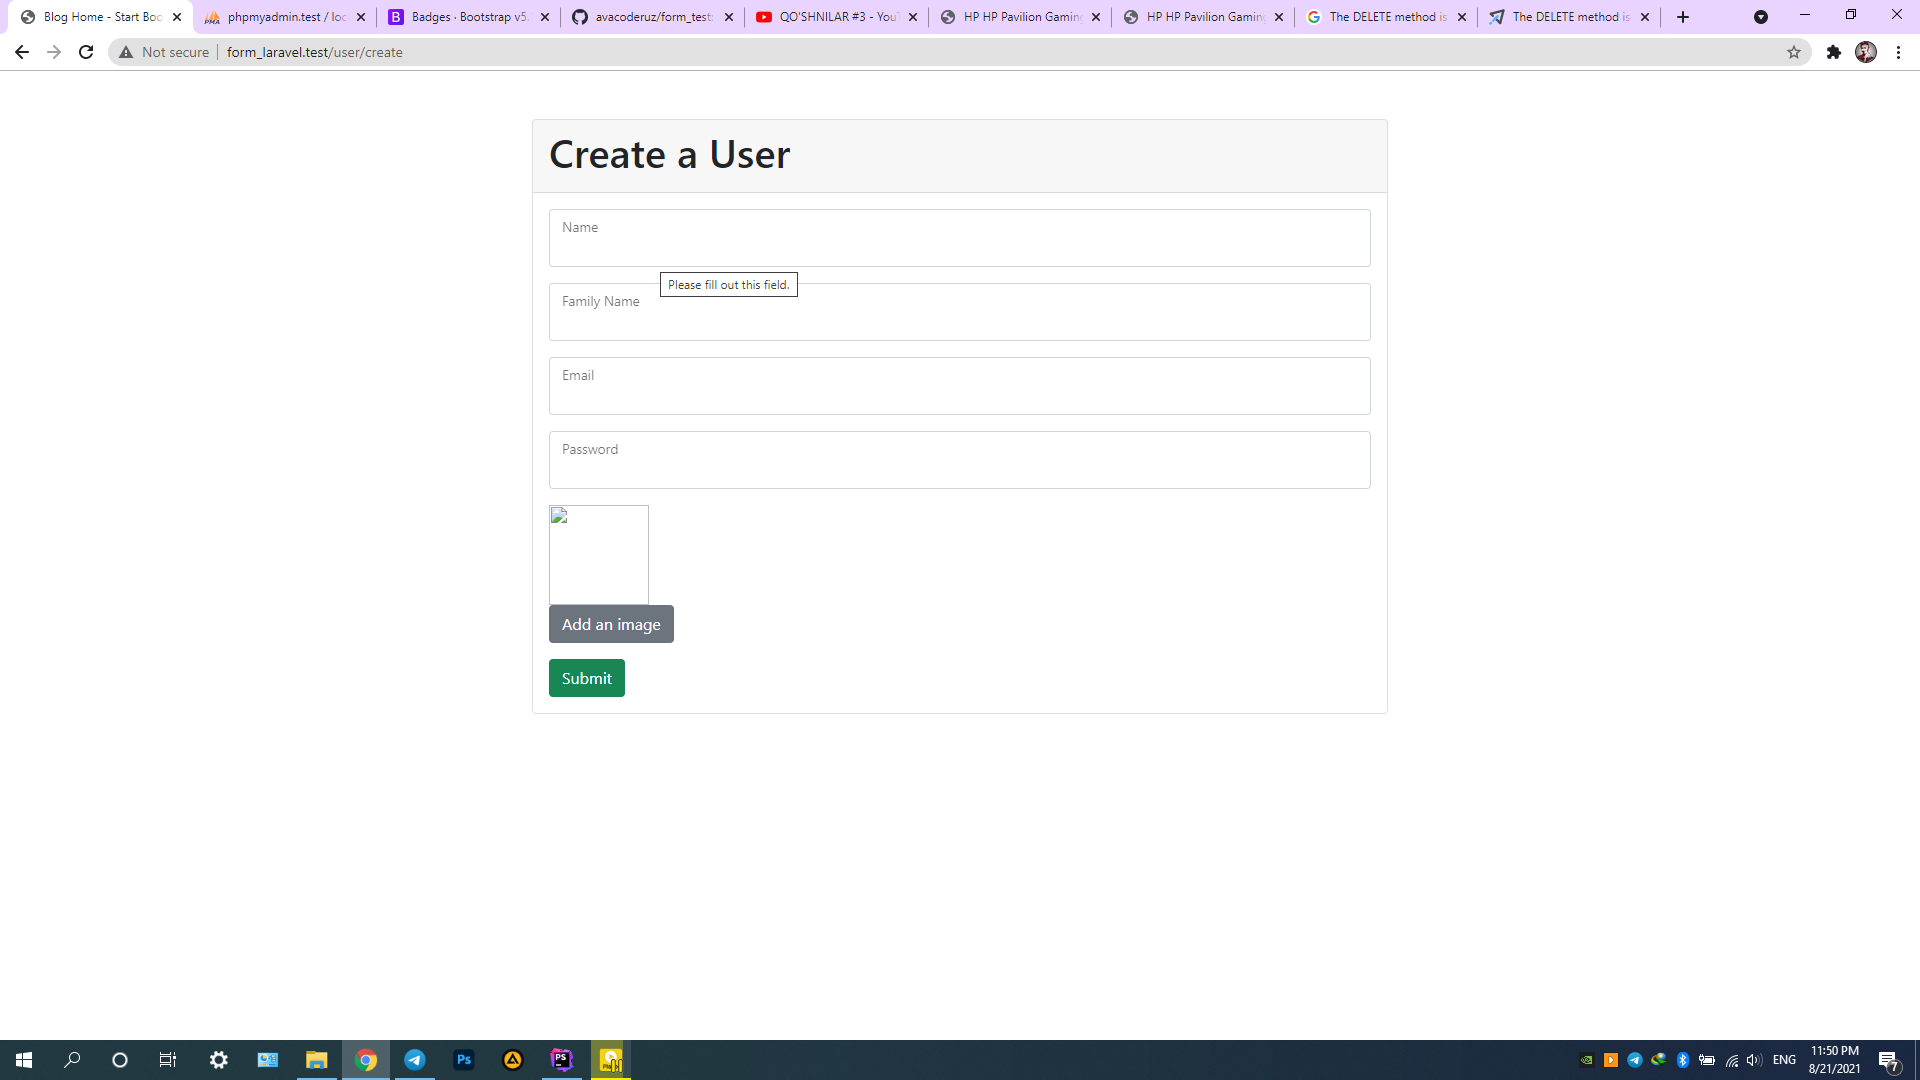 Blog Home - Start Boo
phpmyadmin.test / loc
Badges · Bootstrap v5.
avacoderuz/form_test:
QO'SHNILAR #3 - YouT
HP HP Pavilion Gaming
HP HP Pavilion Gaming
The DELETE method is
The DELETE method is
Not secure
form_laravel.test/user/create
Create a User
Name
Please fill out this field.
Family Name
Email
Password
Add an image
Submit
ENG
11:50 PM
8/21/2021
7